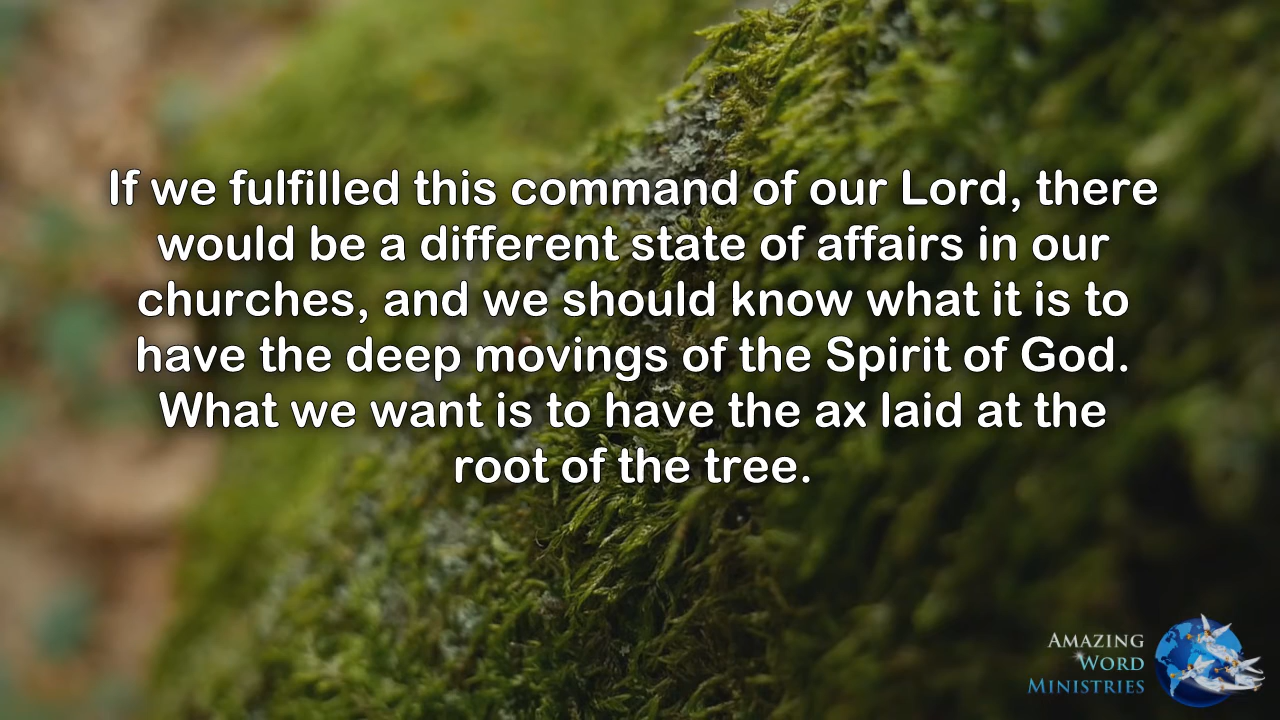 If we fulfilled this command of our Lord, there
would be a different state of affairs in our
churches, and we should know what it is to
have the deep movings of the Spirit of God.
What we want is to have the ax laid at the
root of the tree.
AMAZING
WORD
MINISTRIES